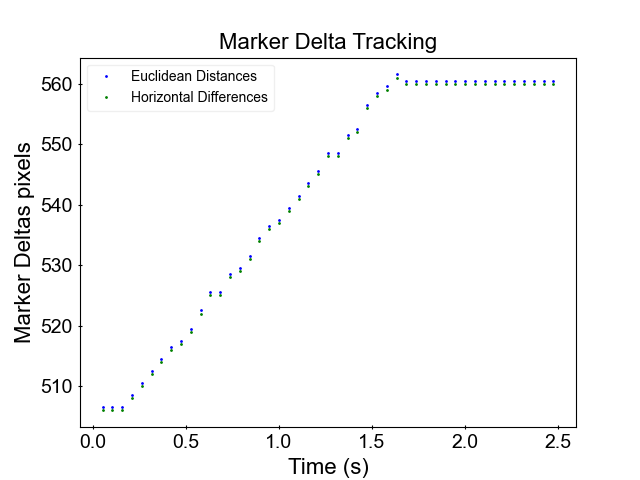 Marker Delta Tracking
Euclidean Distances
Horizontal Differences
Marker Deltas pixels
560
550
540
530
520
510
0.0 0.5 1.0 1.5 2.0 2.5
Time (s)